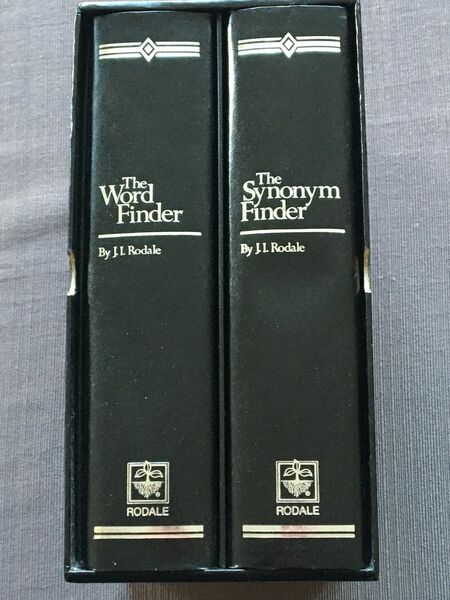 The
Word
Finder
By J.I. Rodale
RODALE
The
Synonym
Finder
By J.I. Rodale
RODALE